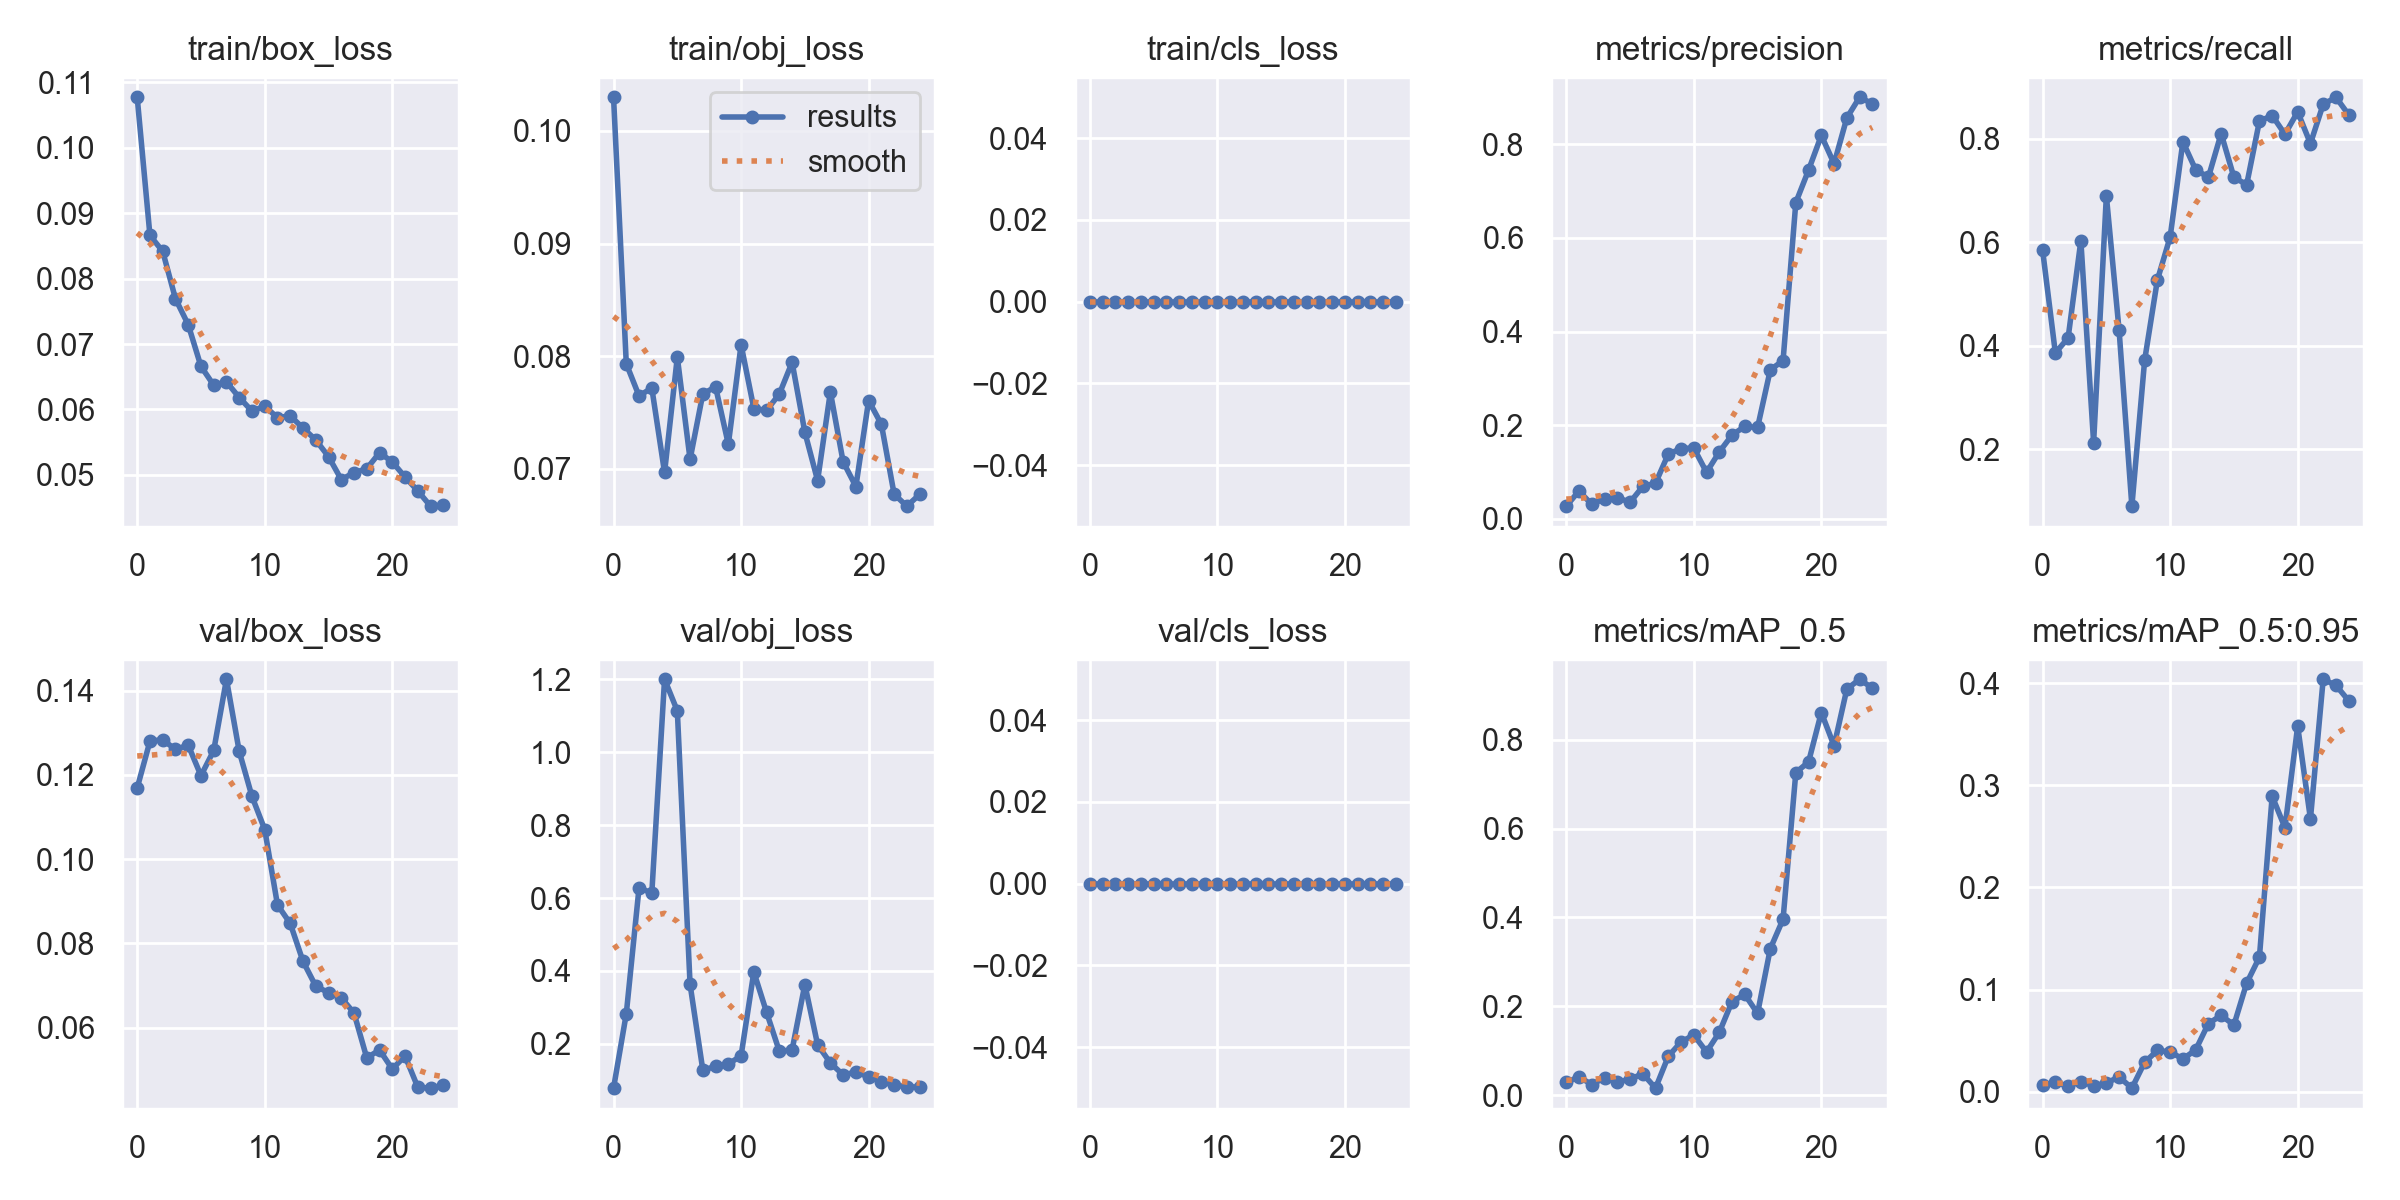 train/box_loss
0.11
0.10
0.09
0.08
0.07
0.06
0.05
0 10 20
train/obj_loss
results
smooth
0.10
0.09
0.08
0.07
0 10 20
train/cls_loss
0.04
0.02
0.00
−0.02
−0.04
0 10 20
metrics/precision
0.8
0.6
0.4
0.2
0.0
0 10 20
metrics/recall
0.8
0.6
0.4
0.2
0 10 20
val/box_loss
0.14
0.12
0.10
0.08
0.06
0 10 20
val/obj_loss
1.2
1.0
0.8
0.6
0.4
0.2
0 10 20
val/cls_loss
0.04
0.02
0.00
−0.02
−0.04
0 10 20
metrics/mAP_0.5
0.8
0.6
0.4
0.2
0.0
0 10 20
metrics/mAP_0.5:0.95
0.4
0.3
0.2
0.1
0.0
0 10 20